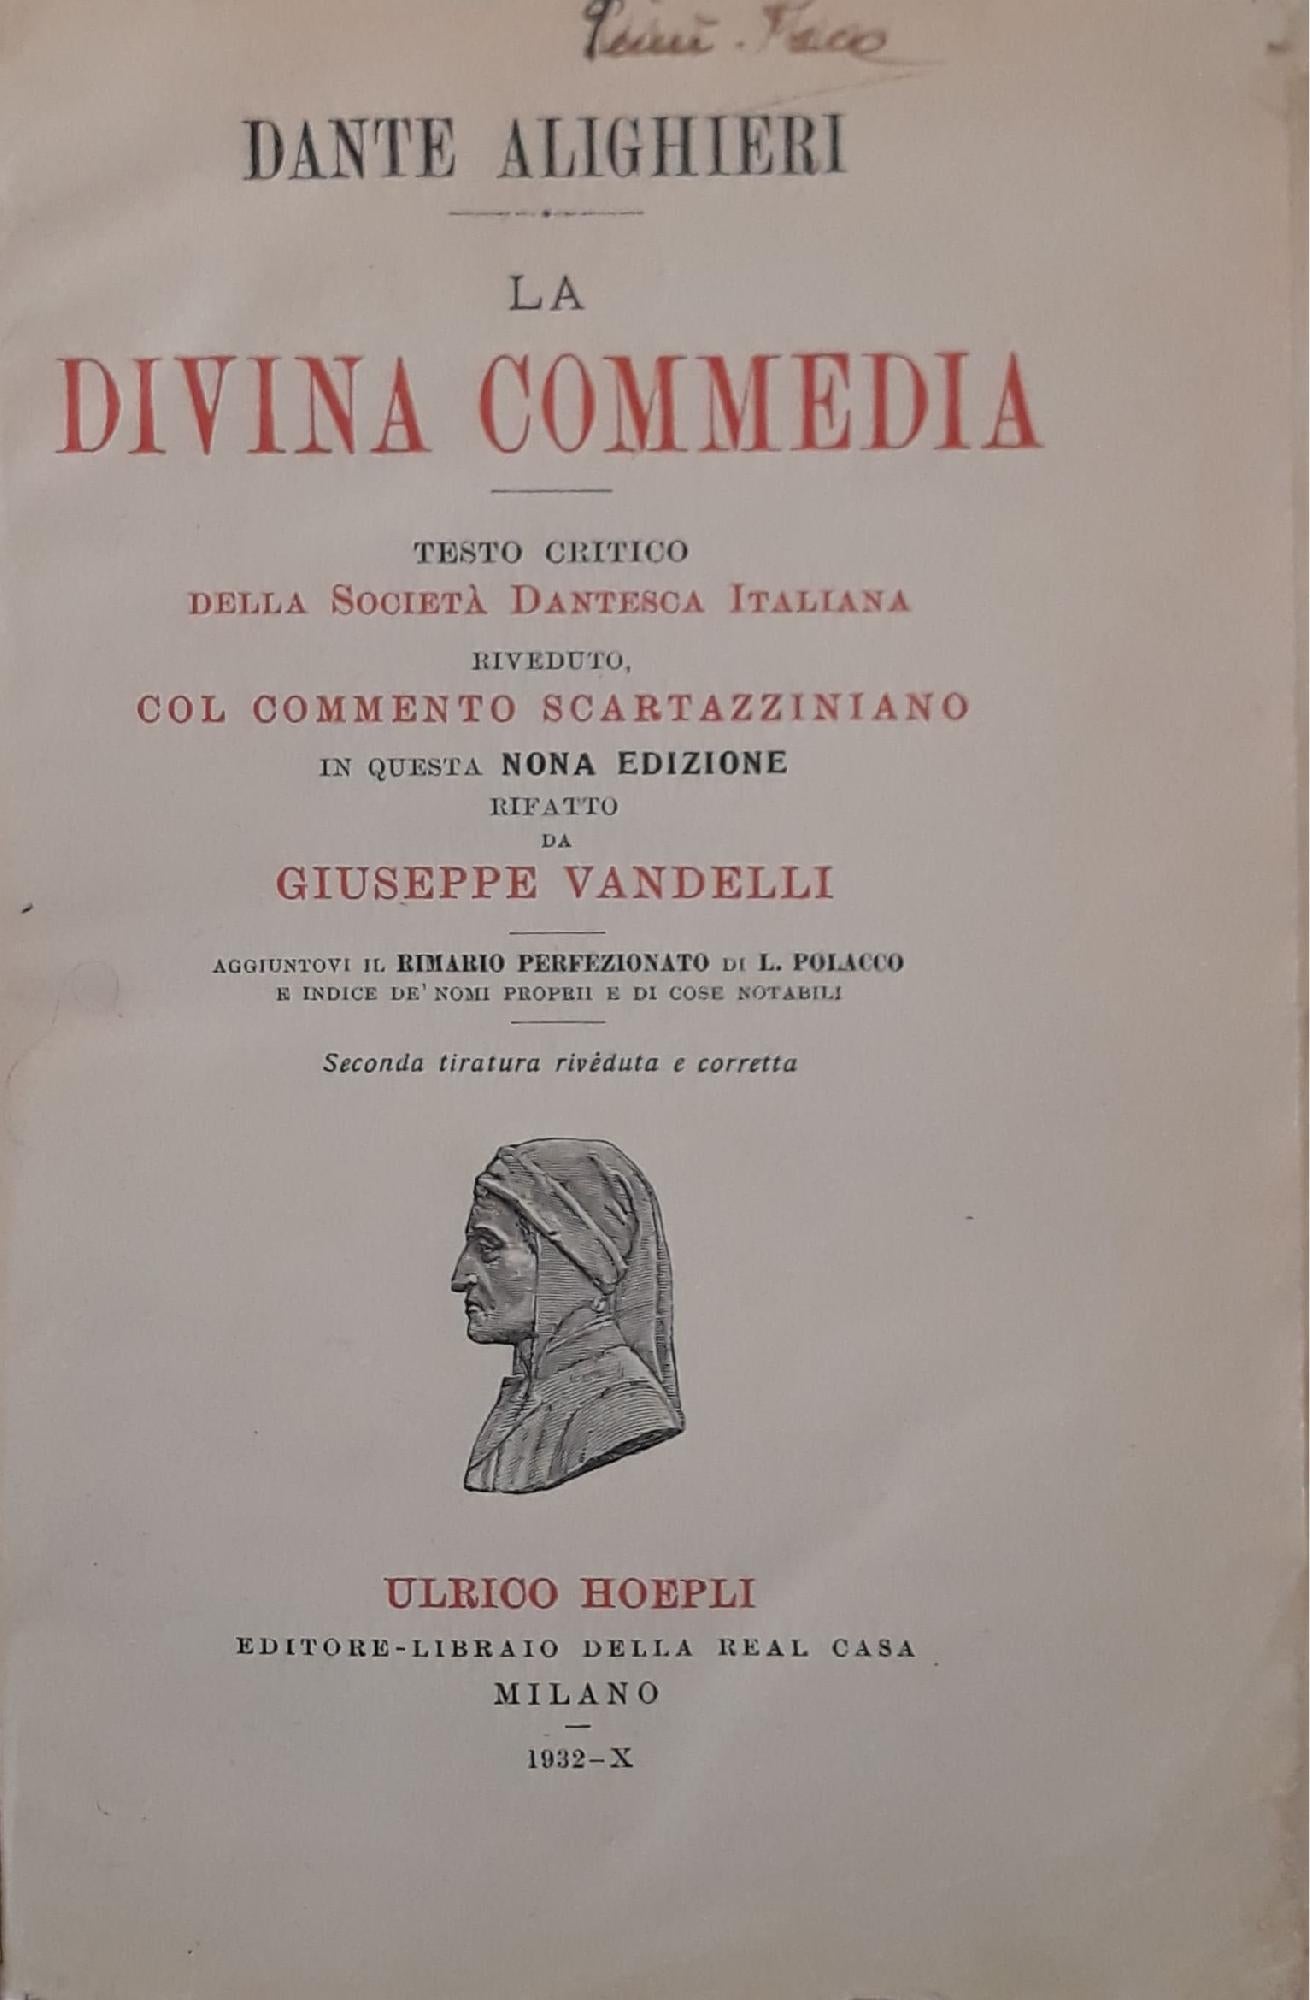 DANTE ALIGHIERI
LA
DIVINA COMMEDIA
TESTO CRITICO
DELLA SOCIETÀ DANTESCA ITALIANA
RIVEDUTO,
COL COMMENTO SCARTAZZINIANO
IN QUESTA NONA EDIZIONE
RIFATTO
DA
GIUSEPPE VANDELLI
AGGIUNTOVI IL RIMARIO PERFEZIONATO DI L. POLACCO
E INDICE DE' NOMI PROPRII E DI COSE NOTABILI
Seconda tiratura riveduta e corretta
ULRICO HOEPLI
EDITORE-LIBRAIO DELLA REAL CASA
MILANO
1932-X